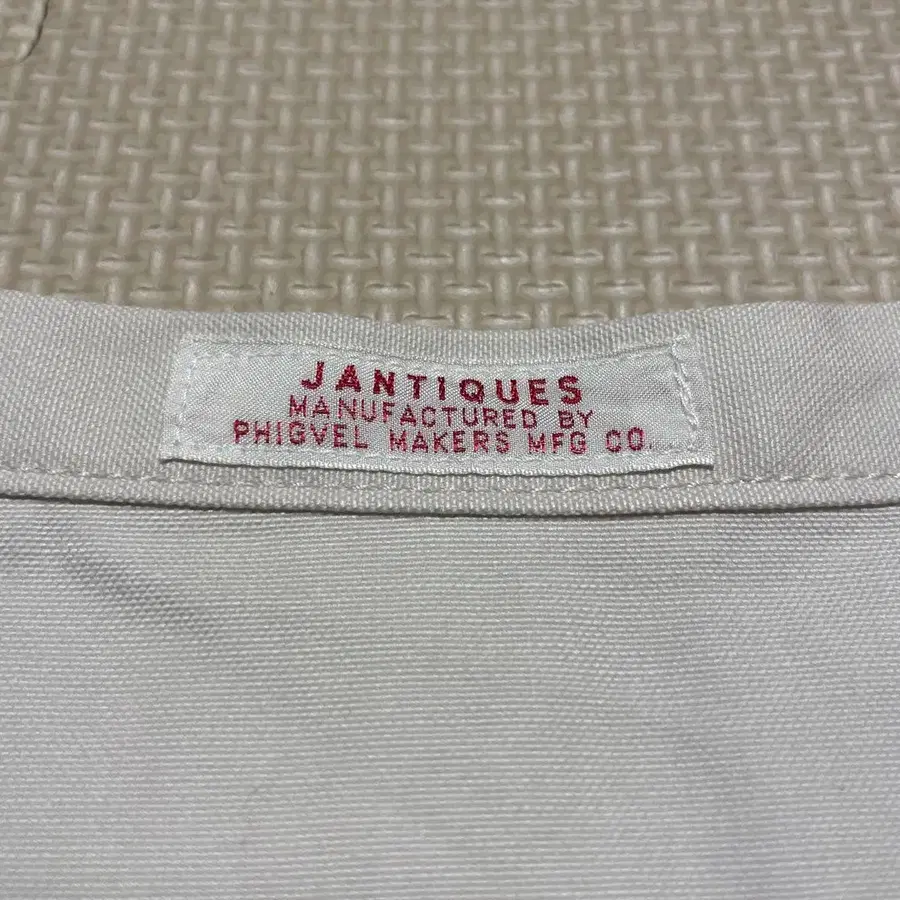 JANTIQUES
MANUFACTURED BY
PHIGVEL MAKERS MFG CO.